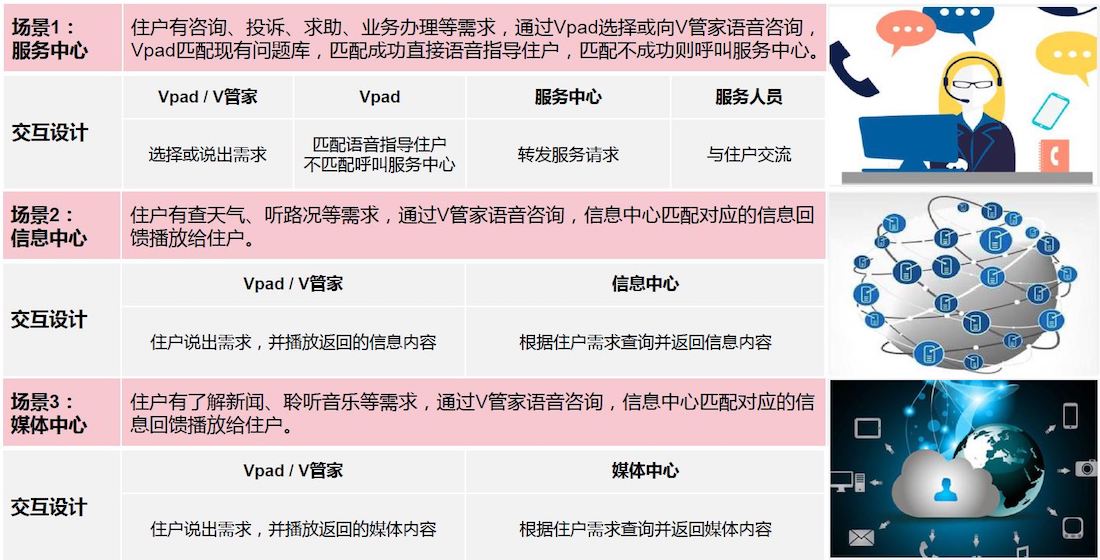 场景1：
服务中心
住户有咨询、投诉、求助、业务办理等需求，通过Vpad选择或向V管家语音咨询，
Vpad匹配现有问题库，匹配成功直接语音指导住户，匹配不成功则呼叫服务中心。
交互设计
Vpad / V管家
Vpad
服务中心
服务人员
选择或说出需求
匹配语音指导住户
不匹配呼叫服务中心
转发服务请求
与住户交流
场景2：
信息中心
住户有查天气、听路况等需求，通过V管家语音咨询，信息中心匹配对应的信息回
馈播放给住户。
交互设计
Vpad / V管家
信息中心
住户说出需求，并播放返回的信息内容
根据住户需求查询并返回信息内容
场景3：
媒体中心
住户有了解新闻、聆听音乐等需求，通过V管家语音咨询，信息中心匹配对应的信
息回馈播放给住户。
交互设计
Vpad / V管家
媒体中心
住户说出需求，并播放返回的媒体内容
根据住户需求查询并返回媒体内容